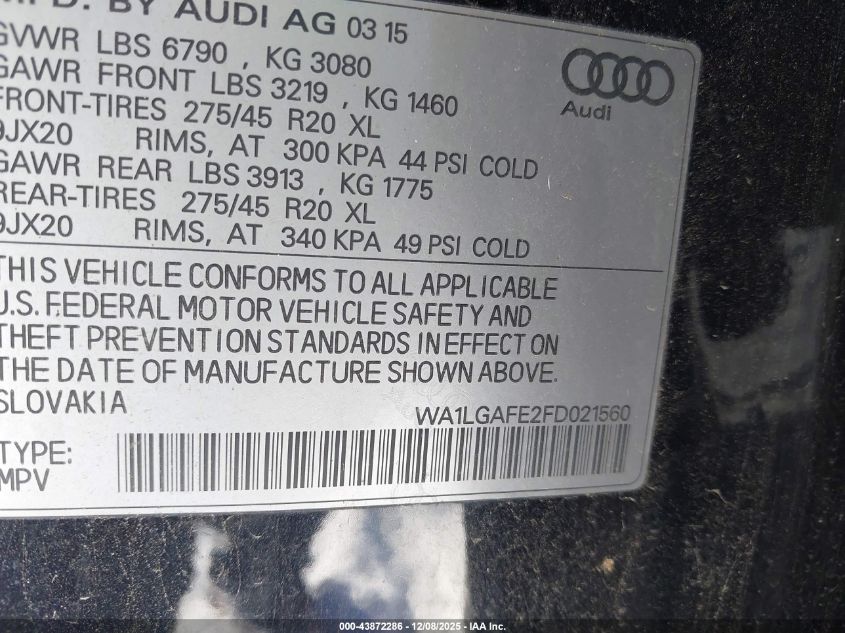 MFD. BY AUDI AG 03 15
GVWR LBS 6790 , KG 3080
GAWR FRONT LBS 3219 , KG 1460
FRONT-TIRES 275/45 R20 XL
9JX20 RIMS, AT 300 KPA 44 PSI COLD
GAWR REAR LBS 3913 , KG 1775
REAR-TIRES 275/45 R20 XL
9JX20 RIMS, AT 340 KPA 49 PSI COLD
Audi
THIS VEHICLE CONFORMS TO ALL APPLICABLE
U.S. FEDERAL MOTOR VEHICLE SAFETY AND
THEFT PREVENTION STANDARDS IN EFFECT ON
THE DATE OF MANUFACTURE SHOWN ABOVE.
SLOVAKIA
WA1LGAFE2FD021560
TYPE:
MPV
000-43872286 - 12/08/2025 - IAA Inc.